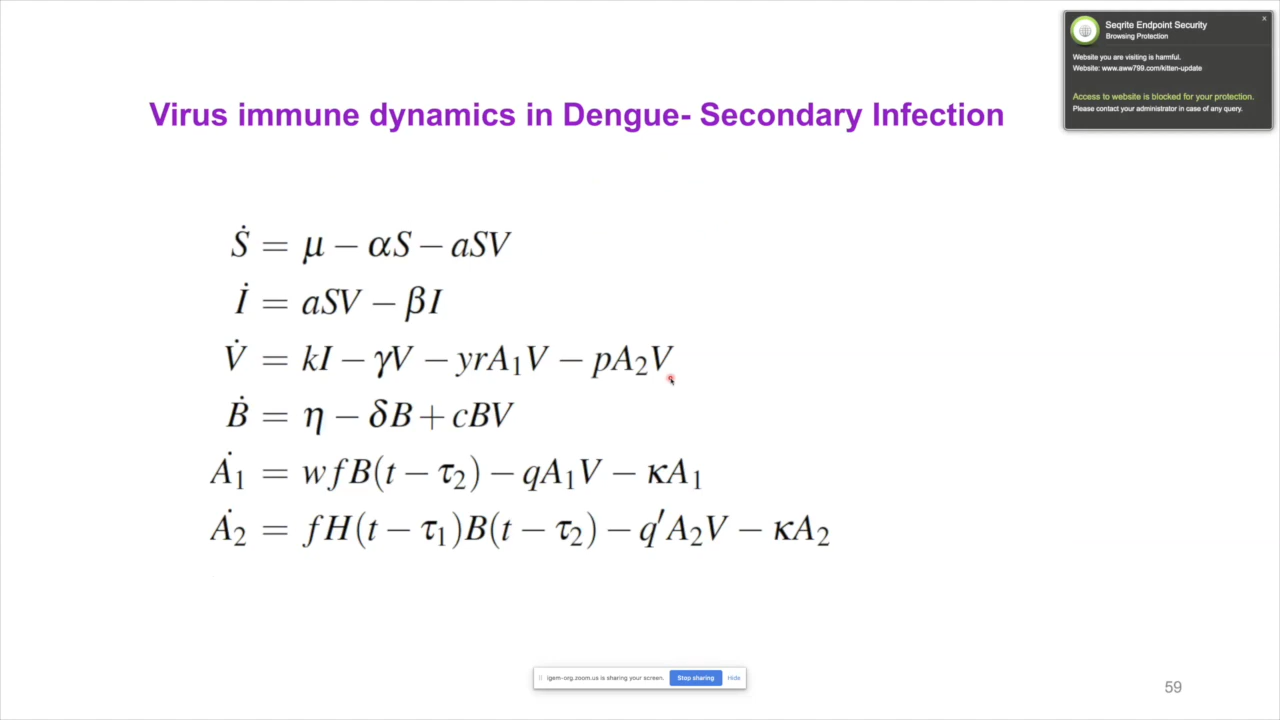 Seqrite Endpoint Security
Browsing Protection
x
Website you are visiting is harmful.
Website: www.aww799.com/kitten-update
Access to website is blocked for your protection.
Please contact your administrator in case of any query.
Virus immune dynamics in Dengue- Secondary Infection
Ṡ = μ − αS − aSV
İ = aSV − βI
V̇ = kI − γV − yrA₁V − pA₂V
Ḃ = η − δB + cBV
Ȧ₁ = wfB(t − τ₂) − qA₁V − κA₁
Ȧ₂ = fH(t − τ₁)B(t − τ₂) − q′A₂V − κA₂
igem-org.zoom.us is sharing your screen. Stop sharing Hide
59